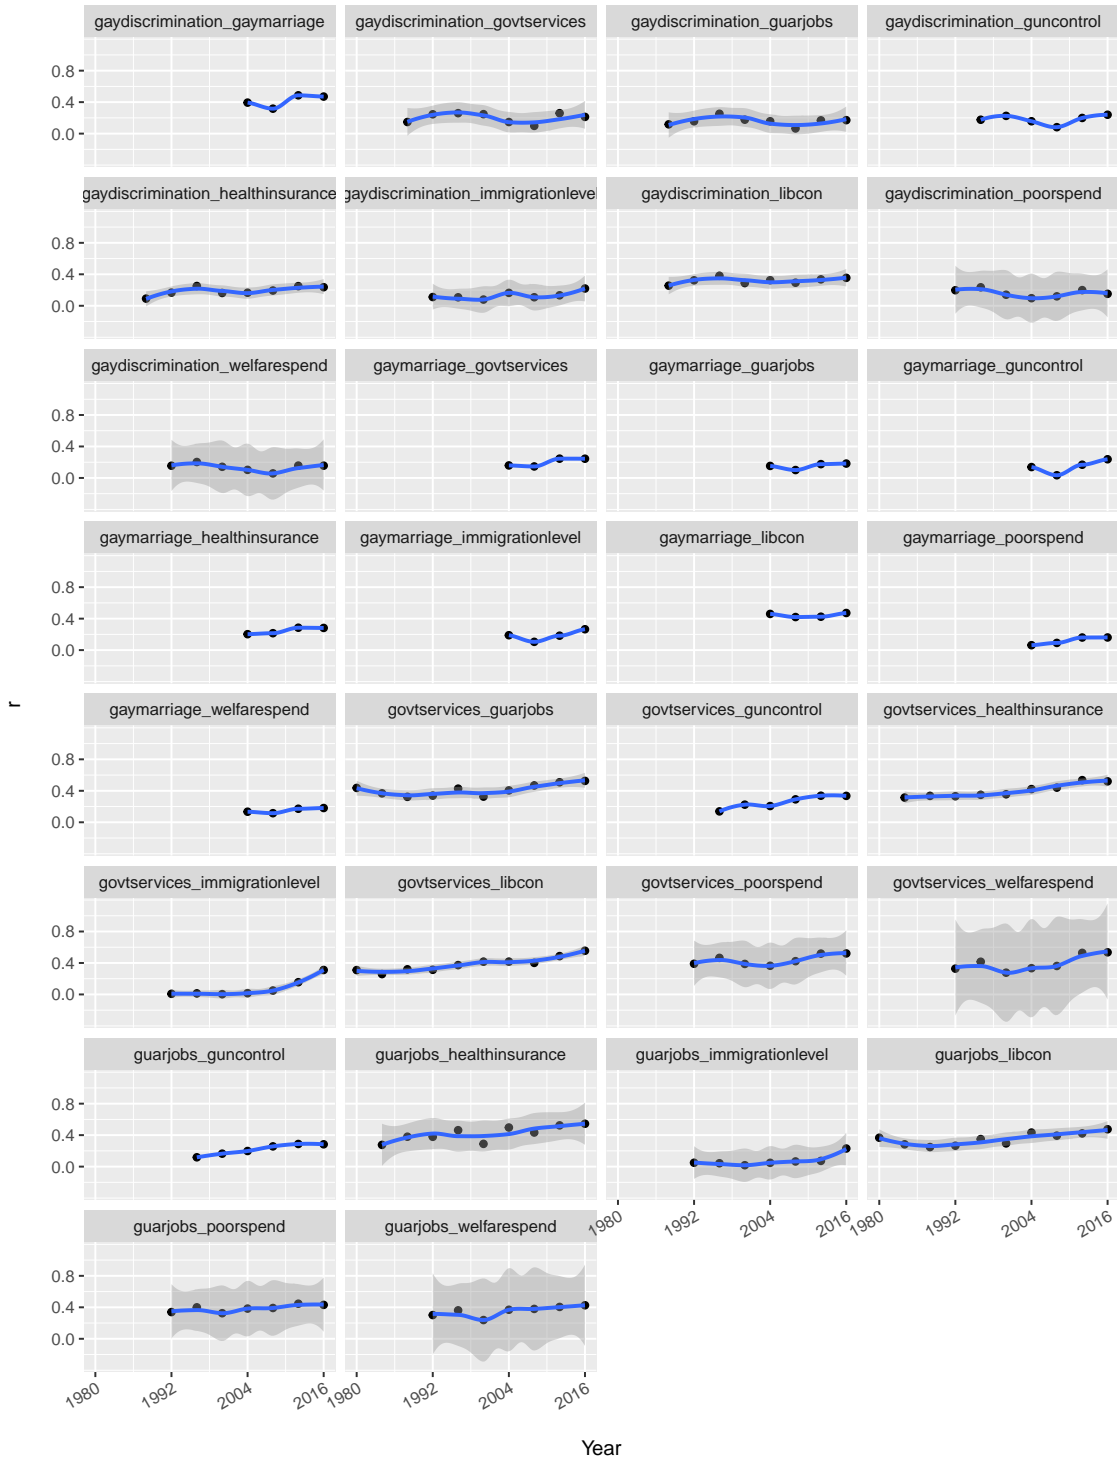 gaydiscrimination_gaymarriage gaydiscrimination_govtservices gaydiscrimination_guarjobs gaydiscrimination_guncontrol
0.8
0.4
0.0
gaydiscrimination_healthinsurance gaydiscrimination_immigrationlevel gaydiscrimination_libcon gaydiscrimination_poorspend
0.8
0.4
0.0
gaydiscrimination_welfarespend gaymarriage_govtservices gaymarriage_guarjobs gaymarriage_guncontrol
0.8
0.4
0.0
gaymarriage_healthinsurance gaymarriage_immigrationlevel gaymarriage_libcon gaymarriage_poorspend
0.8
0.4
0.0
r
gaymarriage_welfarespend govtservices_guarjobs govtservices_guncontrol govtservices_healthinsurance
0.8
0.4
0.0
govtservices_immigrationlevel govtservices_libcon govtservices_poorspend govtservices_welfarespend
0.8
0.4
0.0
guarjobs_guncontrol guarjobs_healthinsurance guarjobs_immigrationlevel guarjobs_libcon
0.8
0.4
0.0
1980 1992 2004 2016 1980 1992 2004 2016
guarjobs_poorspend guarjobs_welfarespend
0.8
0.4
0.0
1980 1992 2004 2016 1980 1992 2004 2016
Year